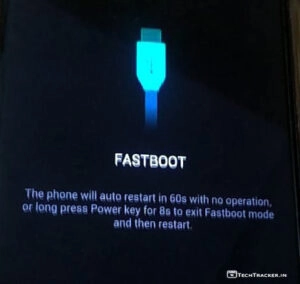 FASTBOOT
The phone will auto restart in 60s with no operation,
or long press Power key for 8s to exit Fastboot mode
and then restart.
TECHTRACKER.IN